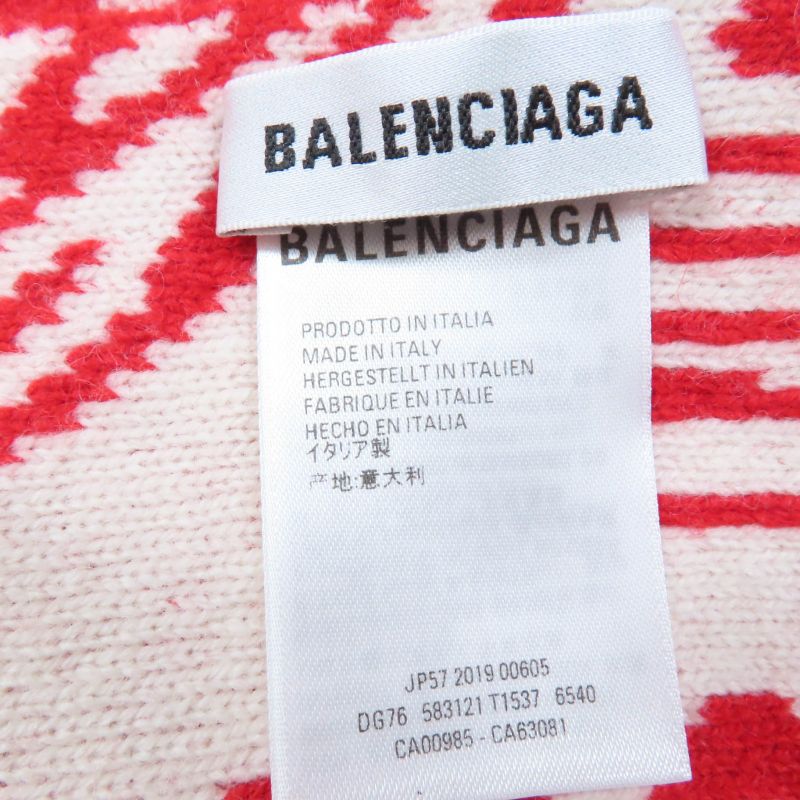 BALENCIAGA
BALENCIAGA
PRODOTTO IN ITALIA
MADE IN ITALY
HERGESTELLT IN ITALIEN
FABRIQUE EN ITALIE
HECHO EN ITALIA
イタリア製
产地:意大利
JP57 2019 00605
DG76 583121 T1537 6540
CA00985 - CA63081